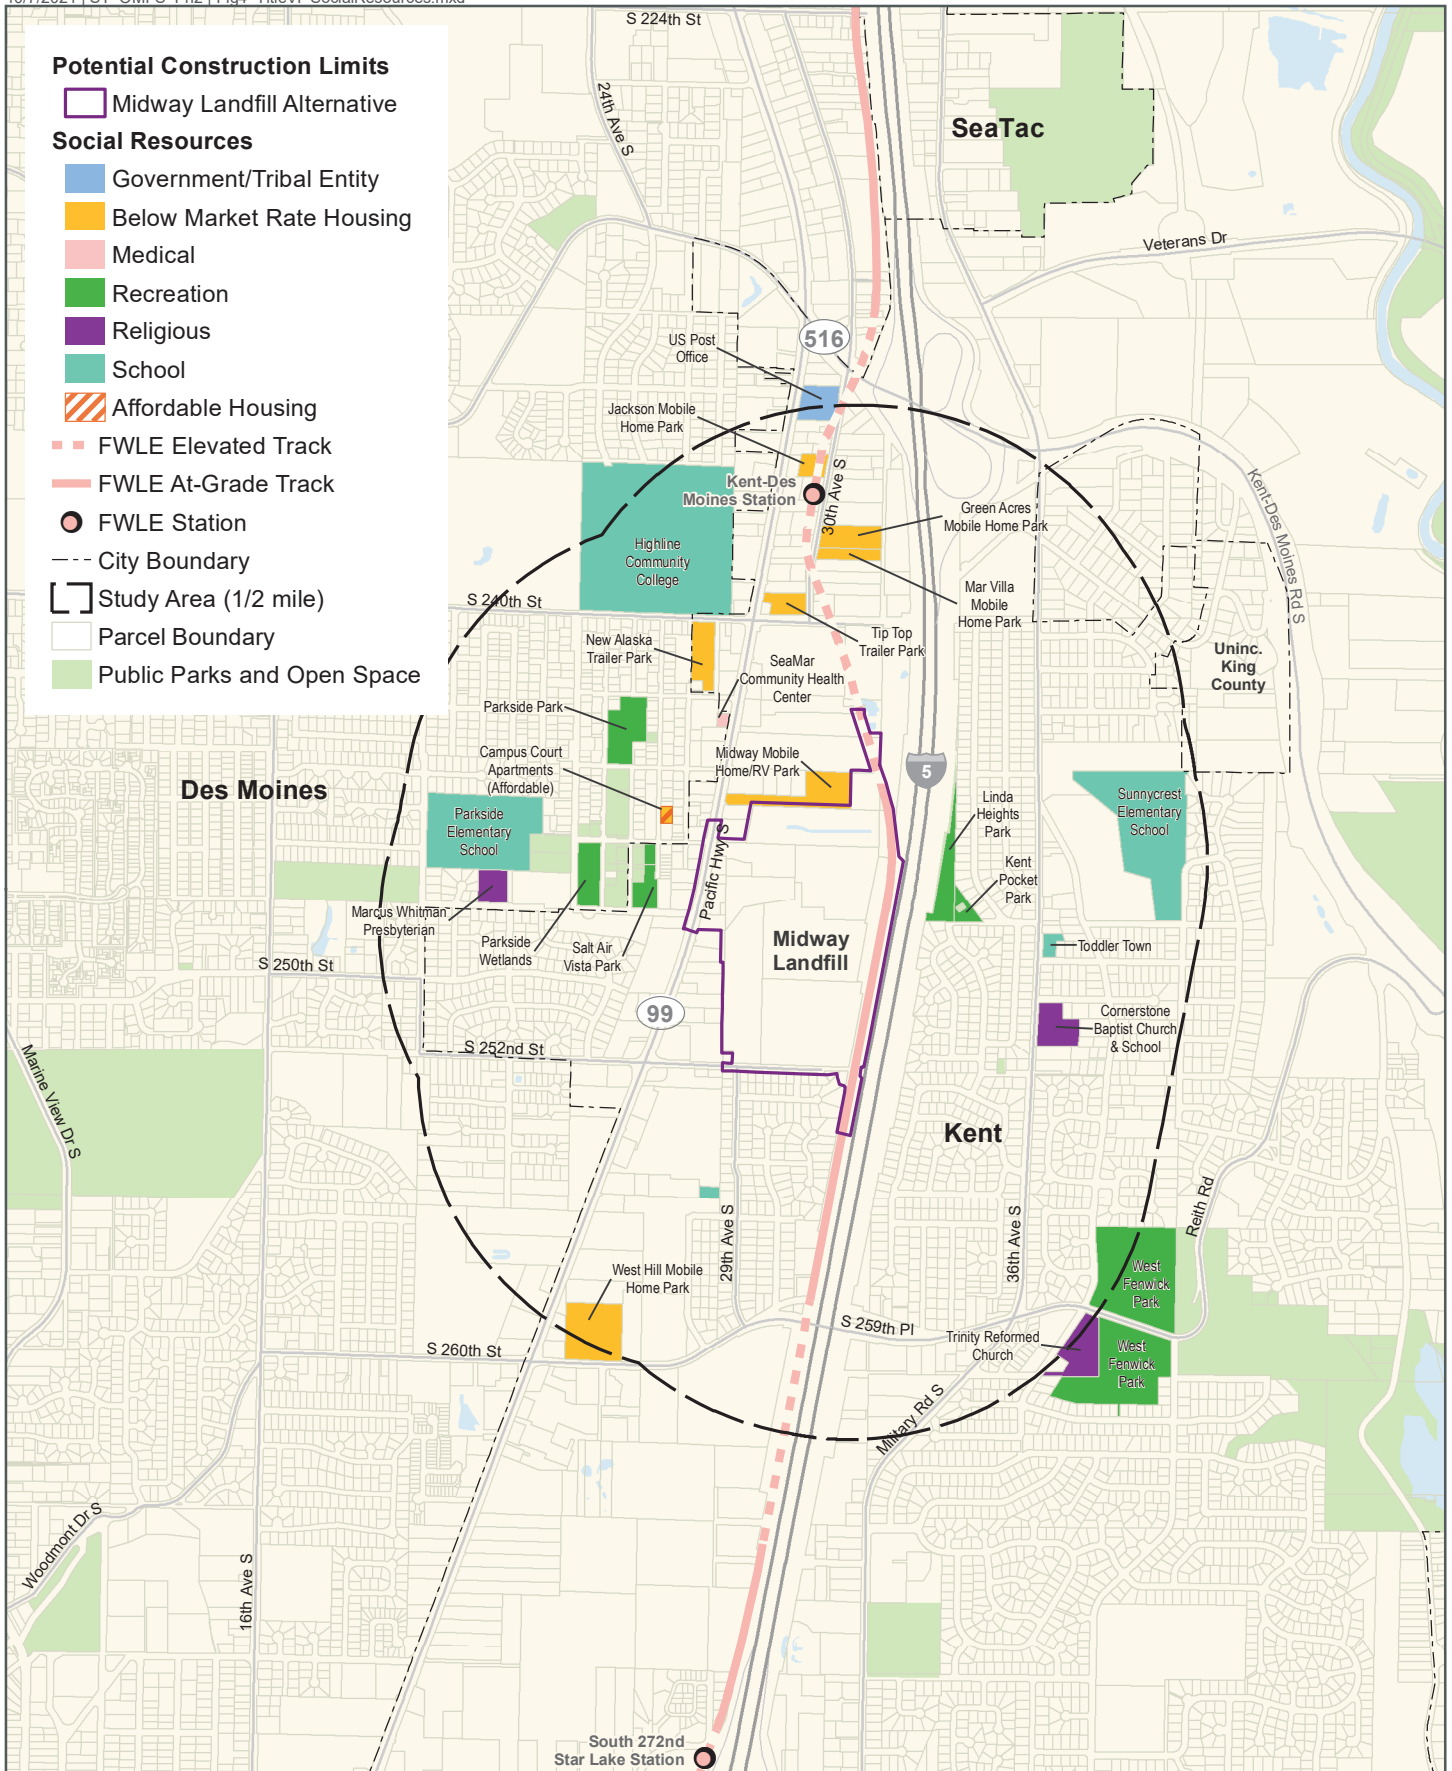 S 224th St
Potential Construction Limits
Midway Landfill Alternative
Social Resources
Government/Tribal Entity
Below Market Rate Housing
Medical
Recreation
Religious
School
Affordable Housing
FWLE Elevated Track
FWLE At-Grade Track
FWLE Station
City Boundary
Study Area (1/2 mile)
Parcel Boundary
Public Parks and Open Space
24th Ave S
SeaTac
Veterans Dr
516
US Post
Office
Jackson Mobile
Home Park
Kent-Des
Moines Station
30th Ave S
Green Acres
Mobile Home Park
Kent-Des Moines Rd S
Highline
Community
College
Mar Villa
Mobile
Home Park
S 240th St
New Alaska
Trailer Park
Tip Top
Trailer Park
SeaMar
Community Health
Center
Uninc.
King
County
Parkside Park
Campus Court
Apartments
(Affordable)
Midway Mobile
Home/RV Park
5
Des Moines
Linda
Heights
Park
Sunnycrest
Elementary
School
Parkside
Elementary
School
Pacific Hwy S
Kent
Pocket
Park
Marcus Whitman
Presbyterian
Parkside
Wetlands
Salt Air
Vista Park
Midway
Landfill
Toddler Town
S 250th St
99
Cornerstone
Baptist Church
& School
S 252nd St
Marine View Dr S
Kent
29th Ave S
36th Ave S
Reith Rd
West Hill Mobile
Home Park
West
Fenwick
Park
S 259th Pl
S 260th St
Trinity Reformed
Church
West
Fenwick
Park
Military Rd S
Woodmont Dr S
16th Ave S
South 272nd
Star Lake Station